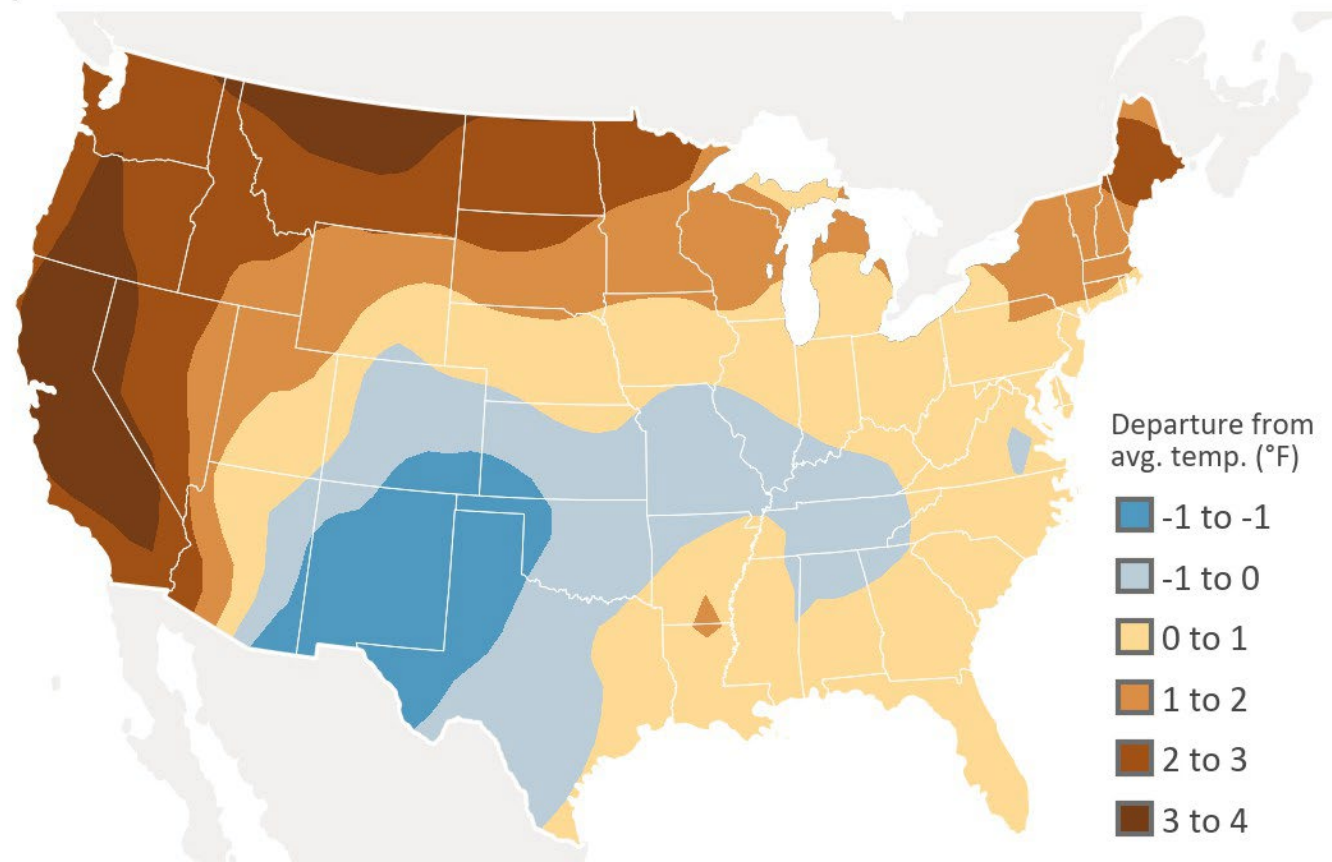 Departure from
avg. temp. (°F)
-1 to -1
-1 to 0
0 to 1
1 to 2
2 to 3
3 to 4